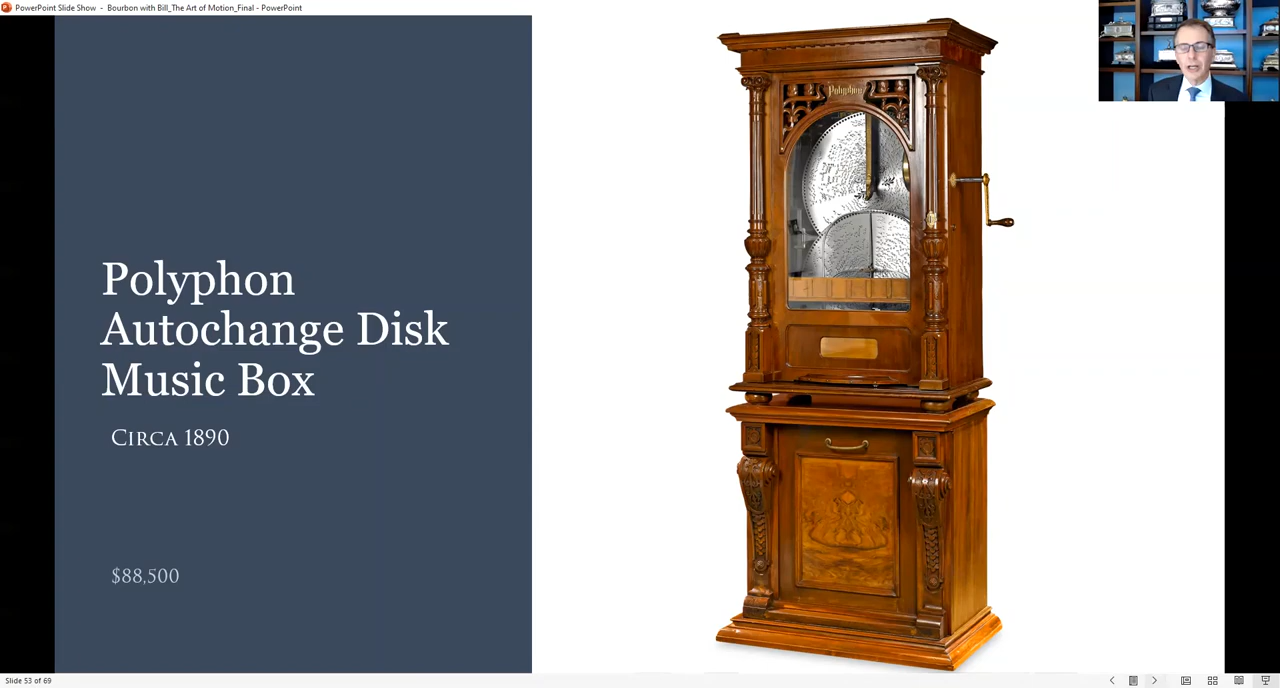 PowerPoint Slide Show - Bourbon with Bill_The Art of Motion_Final - PowerPoint
Polyphon
Polyphon
Autochange Disk
Music Box
Circa 1890
$88,500
Slide 53 of 69